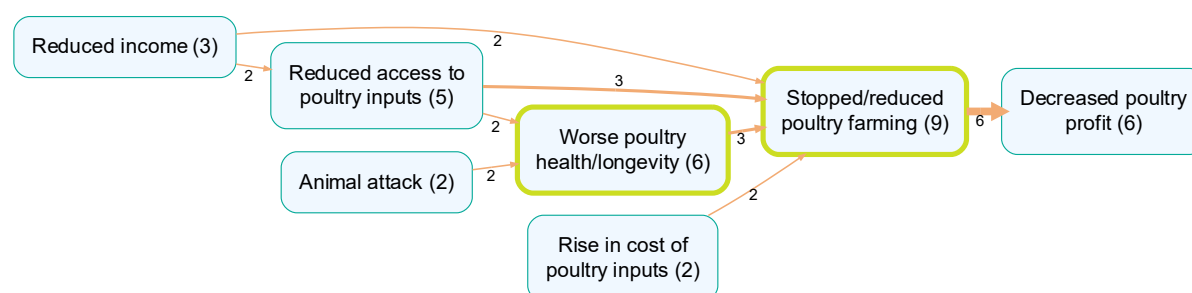 Reduced income (3)
2
2
Reduced access to
poultry inputs (5)
3
2
Animal attack (2)
2
Worse poultry
health/longevity (6)
3
Rise in cost of
poultry inputs (2)
2
Stopped/reduced
poultry farming (9)
6
Decreased poultry
profit (6)